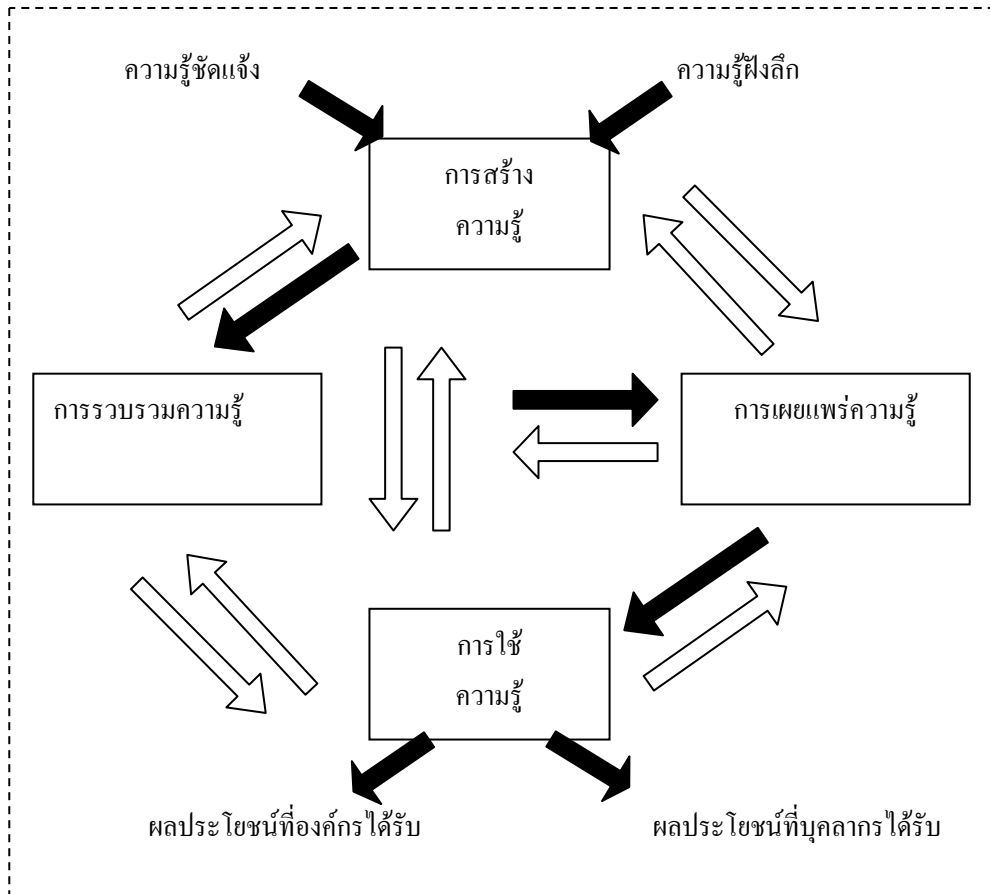 ความรู้ชัดแจ้ง
ความรู้ฝังลึก
การสร้าง
ความรู้
การรวบรวมความรู้
การเผยแพร่ความรู้
การใช้
ความรู้
ผลประโยชน์ที่องค์กรได้รับ
ผลประโยชน์ที่บุคลากรได้รับ